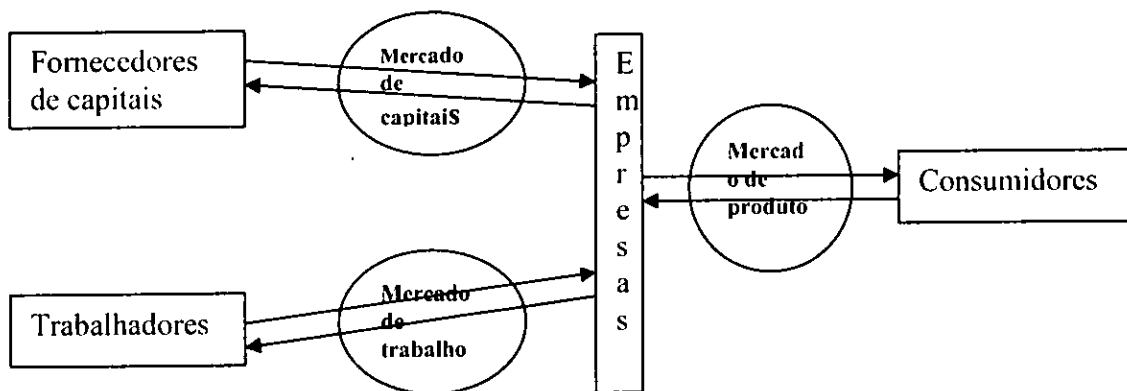 Fornecedores
de capitais
Mercado
de
capitaiS
E
m
p
r
e
s
a
s
Mercad
o de
produto
Consumidores
Trabalhadores
Mercado
de
trabalho